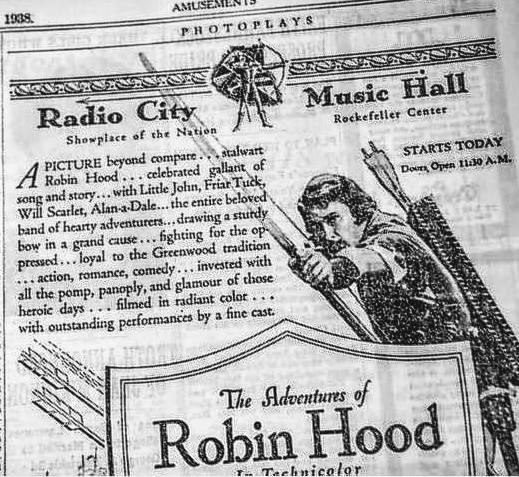 1938.
AMUSEMENTS
PHOTOPLAYS
Radio City Music Hall
Showplace of the Nation
Rockefeller Center
STARTS TODAY
Doors Open 11:30 A.M.
A PICTURE beyond compare . . . stalwart
Robin Hood . . . celebrated gallant of
song and story . . . with Little John, Friar Tuck,
Will Scarlet, Alan-a-Dale... the entire beloved
band of hearty adventurers...drawing a sturdy
bow in a grand cause . . . fighting for the op-
pressed . . . loyal to the Greenwood tradition
. . . action, romance, comedy . . . invested with
all the pomp, panoply, and glamour of those
heroic days . . . filmed in radiant color . . .
with outstanding performances by a fine cast.
The Adventures of
Robin Hood
In Technicolor